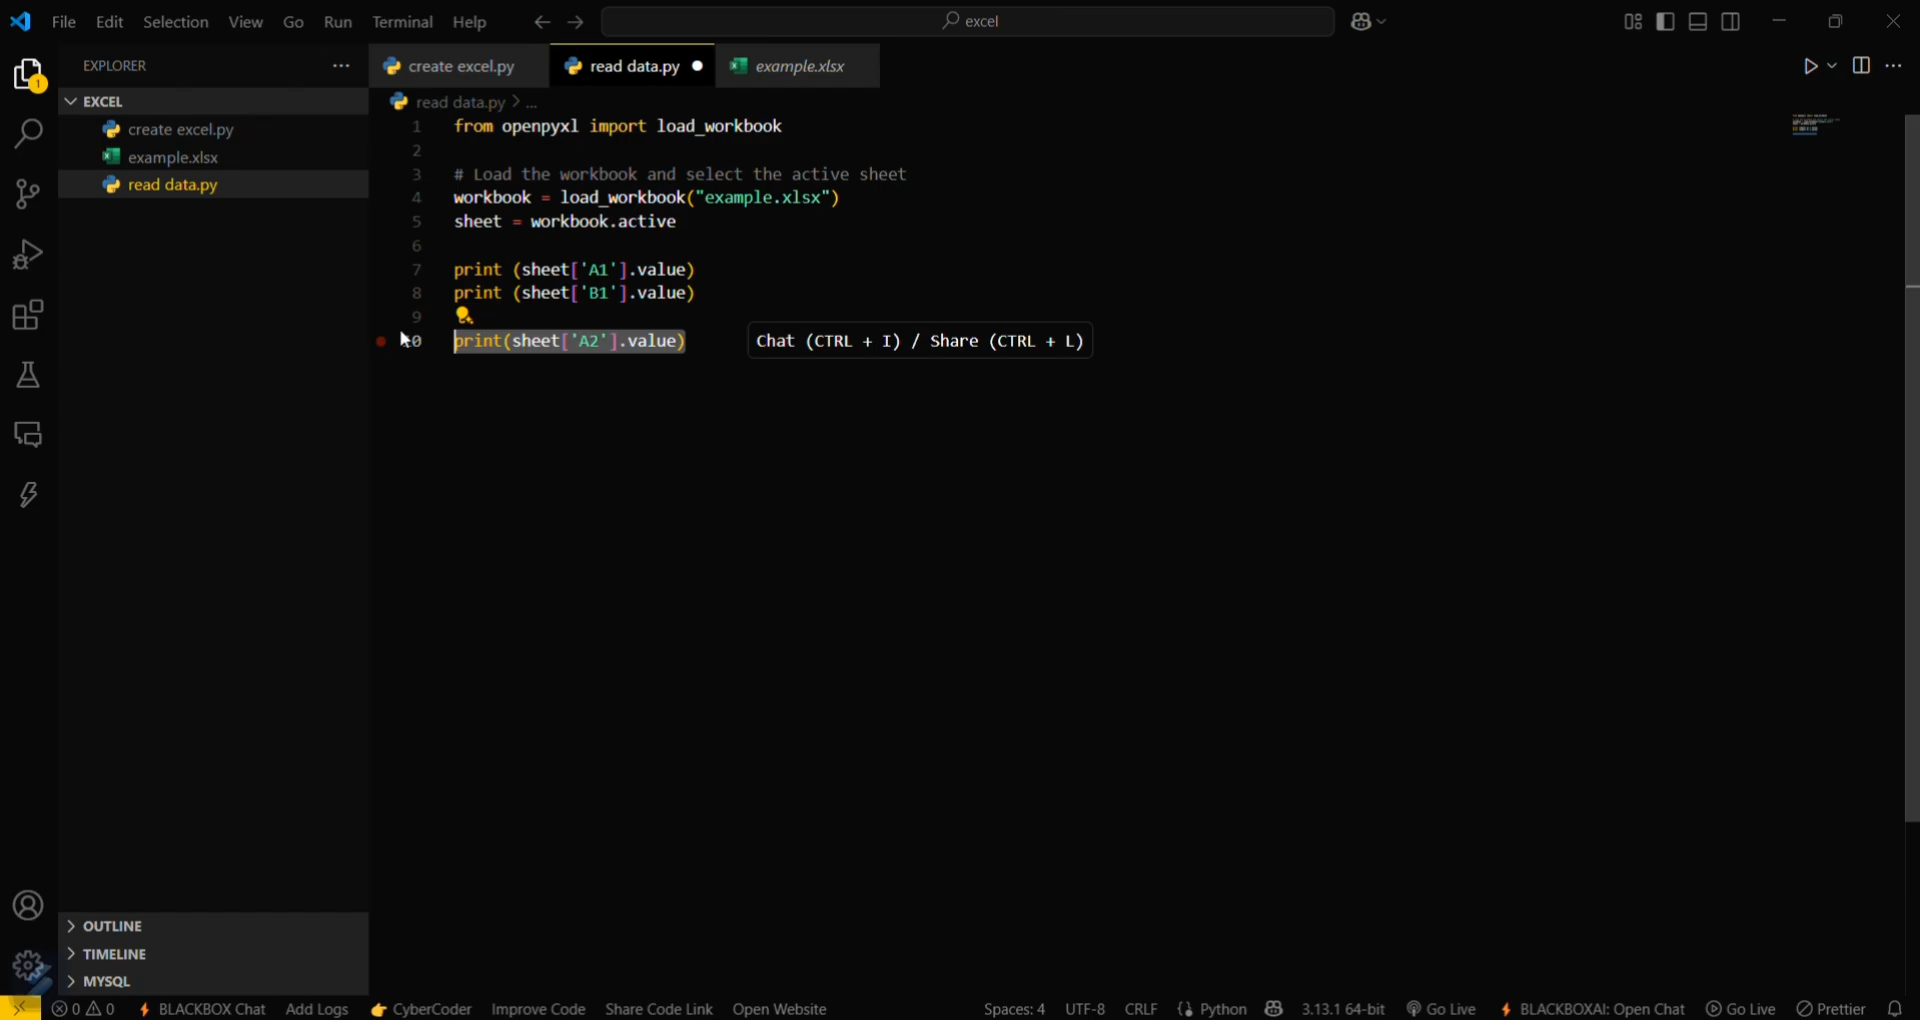 File Edit Selection View Go Run Terminal Help
excel
EXPLORER
create excel.py
read data.py
example.xlsx
EXCEL
create excel.py
example.xlsx
read data.py
1
read data.py > ...
1 from openpyxl import load_workbook
2
3 # Load the workbook and select the active sheet
4 workbook = load_workbook("example.xlsx")
5 sheet = workbook.active
6
7 print (sheet['A1'].value)
8 print (sheet['B1'].value)
9
10 print(sheet['A2'].value)
Chat (CTRL + I) / Share (CTRL + L)
OUTLINE
TIMELINE
MYSQL
0 0 BLACKBOX Chat Add Logs CyberCoder Improve Code Share Code Link Open Website Spaces: 4 UTF-8 CRLF Python 3.13.1 64-bit Go Live BLACKBOXAI: Open Chat Go Live Prettier